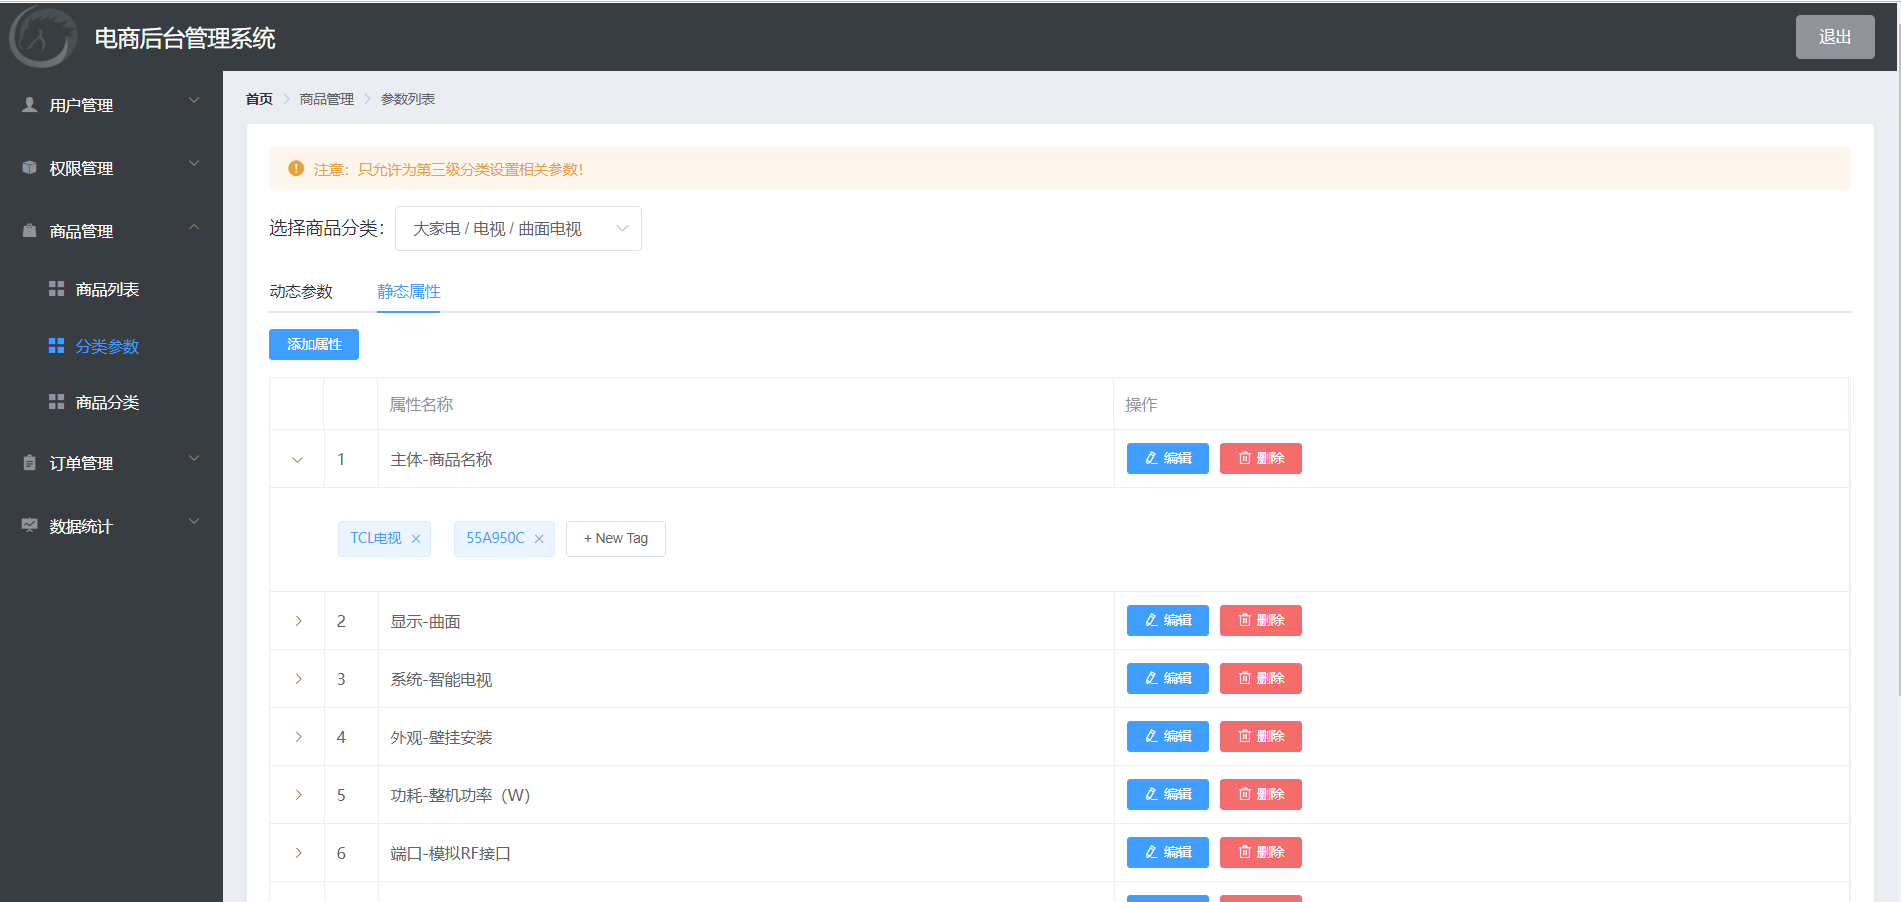 电商后台管理系统
退出
用户管理
权限管理
商品管理
商品列表
分类参数
商品分类
订单管理
数据统计
首页 商品管理 参数列表
注意：只允许为第三级分类设置相关参数！
选择商品分类： 大家电 / 电视 / 曲面电视
动态参数 静态属性
添加属性
属性名称 操作
1 主体-商品名称 编辑 删除
TCL电视 55A950C + New Tag
2 显示-曲面 编辑 删除
3 系统-智能电视 编辑 删除
4 外观-壁挂安装 编辑 删除
5 功耗-整机功率（W） 编辑 删除
6 端口-模拟RF接口 编辑 删除